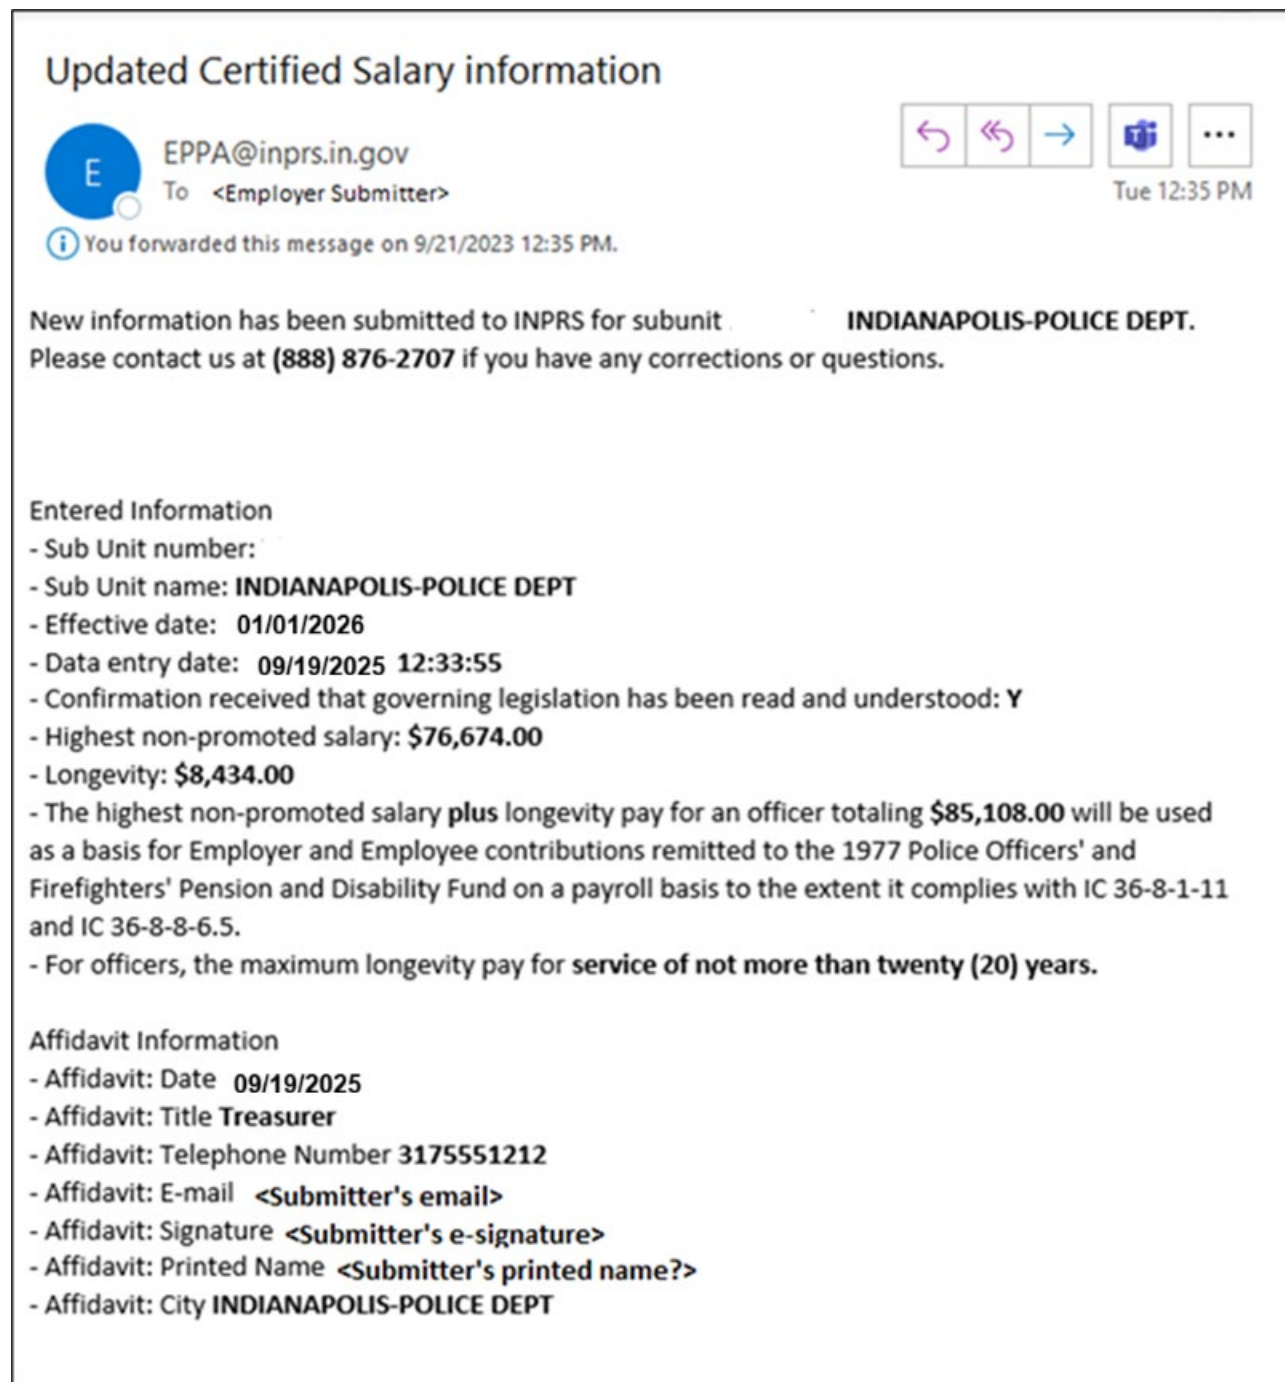 Updated Certified Salary information
E
EPPA@inprs.in.gov
To <Employer Submitter>
Tue 12:35 PM
You forwarded this message on 9/21/2023 12:35 PM.
New information has been submitted to INPRS for subunit INDIANAPOLIS-POLICE DEPT.
Please contact us at (888) 876-2707 if you have any corrections or questions.
Entered Information
- Sub Unit number:
- Sub Unit name: INDIANAPOLIS-POLICE DEPT
- Effective date: 01/01/2026
- Data entry date: 09/19/2025 12:33:55
- Confirmation received that governing legislation has been read and understood: Y
- Highest non-promoted salary: $76,674.00
- Longevity: $8,434.00
- The highest non-promoted salary plus longevity pay for an officer totaling $85,108.00 will be used
as a basis for Employer and Employee contributions remitted to the 1977 Police Officers' and
Firefighters' Pension and Disability Fund on a payroll basis to the extent it complies with IC 36-8-1-11
and IC 36-8-8-6.5.
- For officers, the maximum longevity pay for service of not more than twenty (20) years.
Affidavit Information
- Affidavit: Date 09/19/2025
- Affidavit: Title Treasurer
- Affidavit: Telephone Number 3175551212
- Affidavit: E-mail <Submitter's email>
- Affidavit: Signature <Submitter's e-signature>
- Affidavit: Printed Name <Submitter's printed name?>
- Affidavit: City INDIANAPOLIS-POLICE DEPT